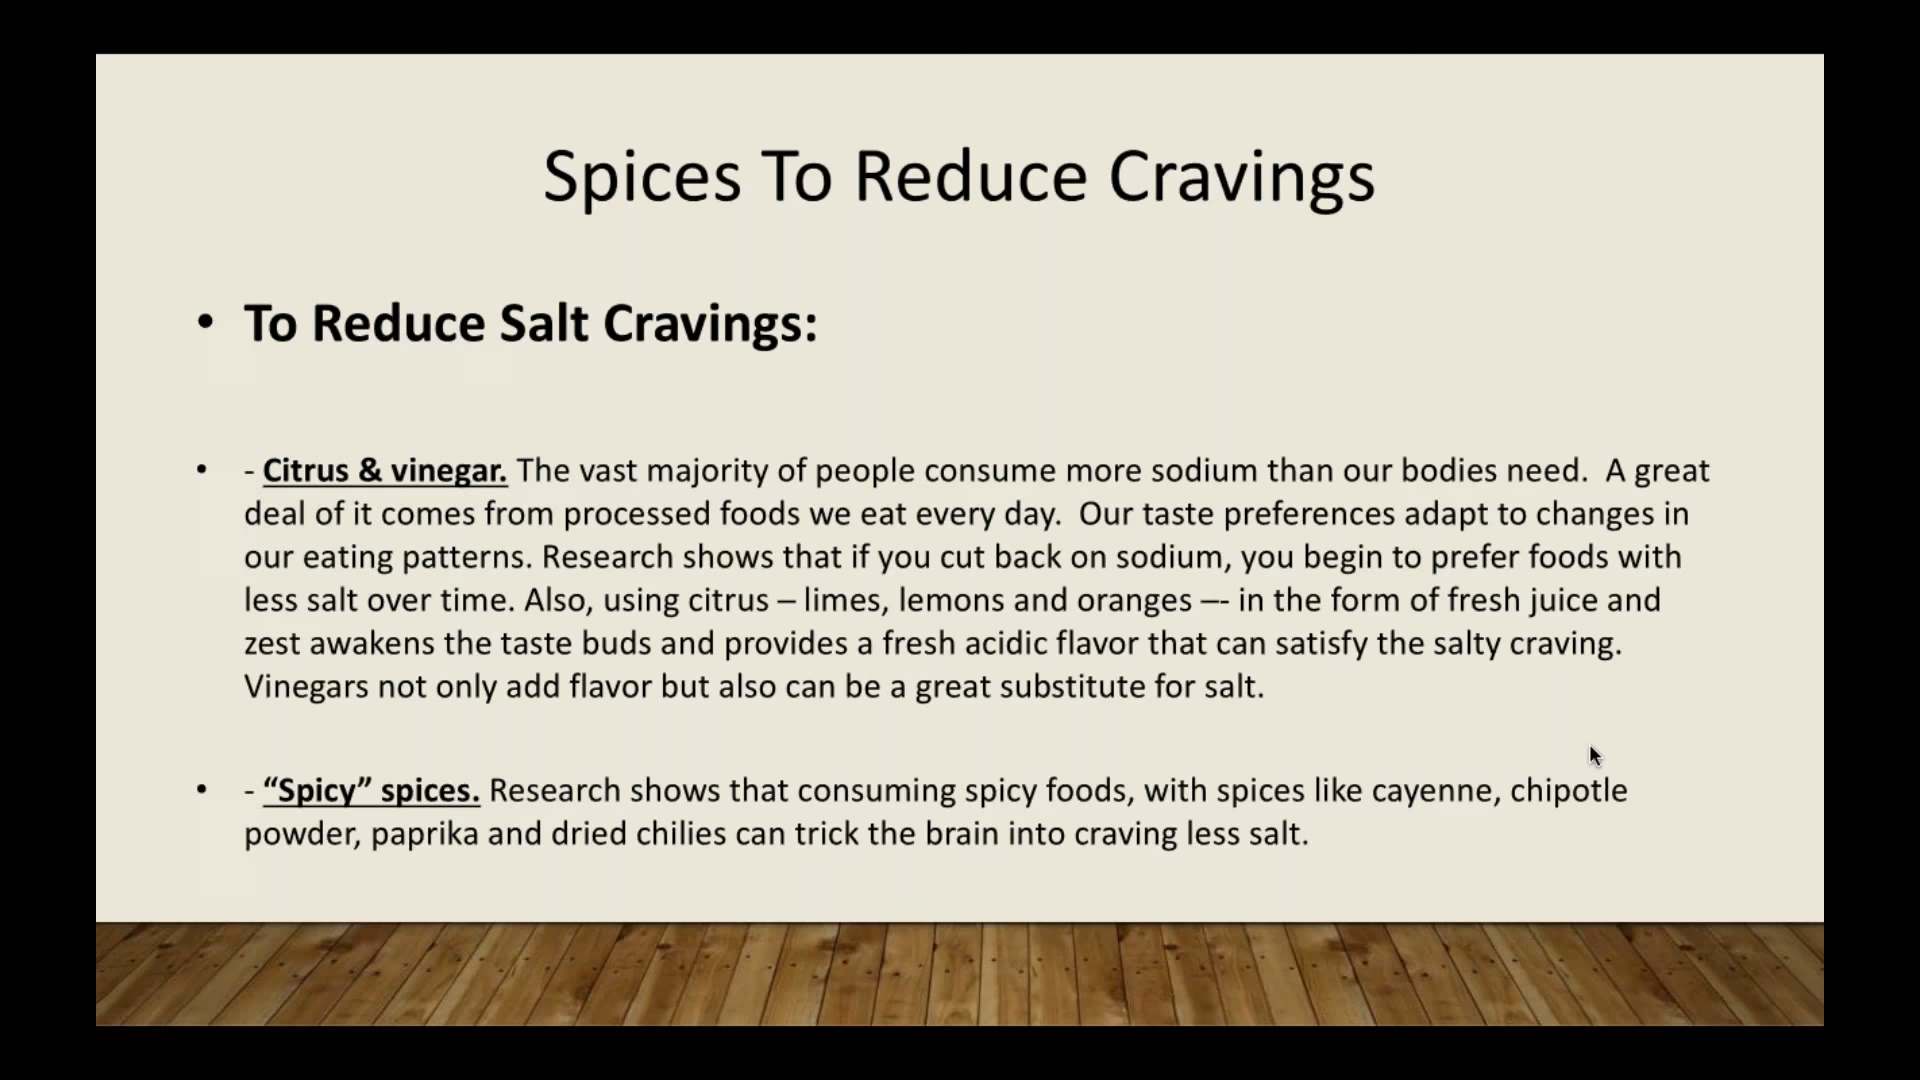 Spices To Reduce Cravings
• To Reduce Salt Cravings:
• - Citrus & vinegar. The vast majority of people consume more sodium than our bodies need.  A great
deal of it comes from processed foods we eat every day.  Our taste preferences adapt to changes in
our eating patterns. Research shows that if you cut back on sodium, you begin to prefer foods with
less salt over time. Also, using citrus – limes, lemons and oranges –- in the form of fresh juice and
zest awakens the taste buds and provides a fresh acidic flavor that can satisfy the salty craving.
Vinegars not only add flavor but also can be a great substitute for salt.
• - “Spicy” spices. Research shows that consuming spicy foods, with spices like cayenne, chipotle
powder, paprika and dried chilies can trick the brain into craving less salt.